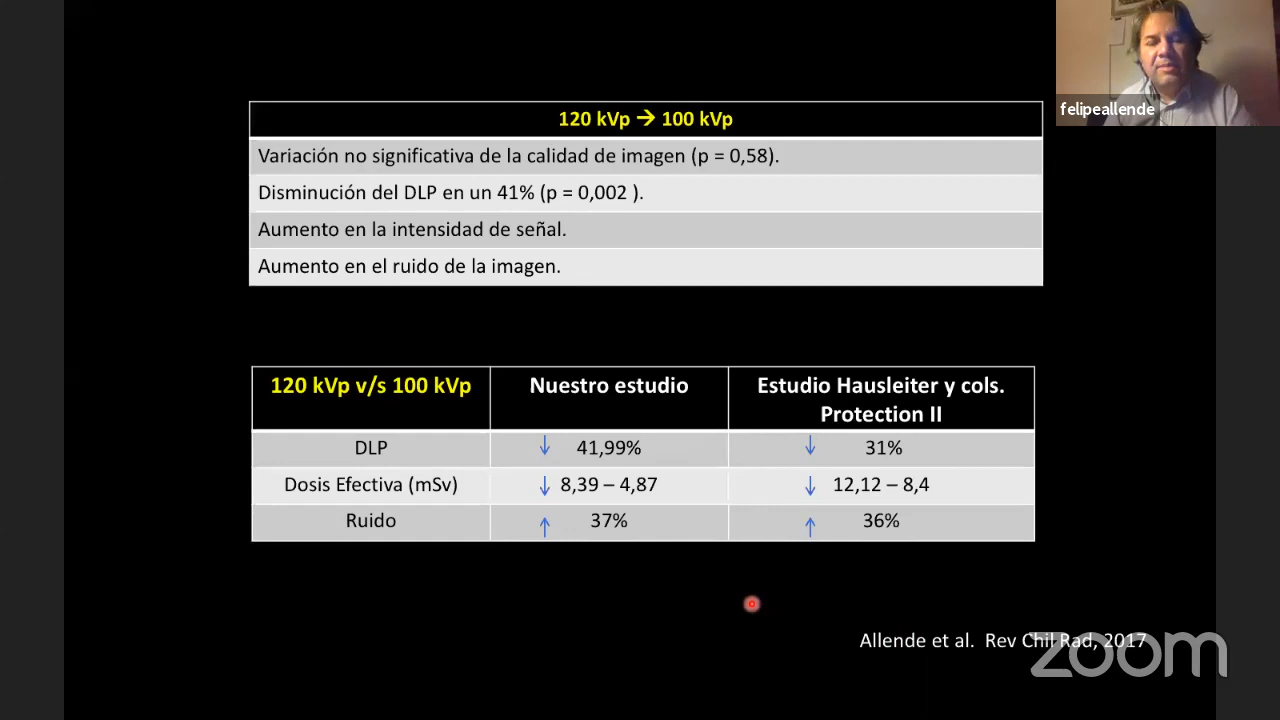 felipeallende
120 kVp → 100 kVp
Variación no significativa de la calidad de imagen (p = 0,58).
Disminución del DLP en un 41% (p = 0,002 ).
Aumento en la intensidad de señal.
Aumento en el ruido de la imagen.
120 kVp v/s 100 kVp Nuestro estudio Estudio Hausleiter y cols.
Protection II
DLP ↓ 41,99% ↓ 31%
Dosis Efectiva (mSv) ↓ 8,39 – 4,87 ↓ 12,12 – 8,4
Ruido ↑ 37% ↑ 36%
Allende et al. Rev Chil Rad, 2017
zoom